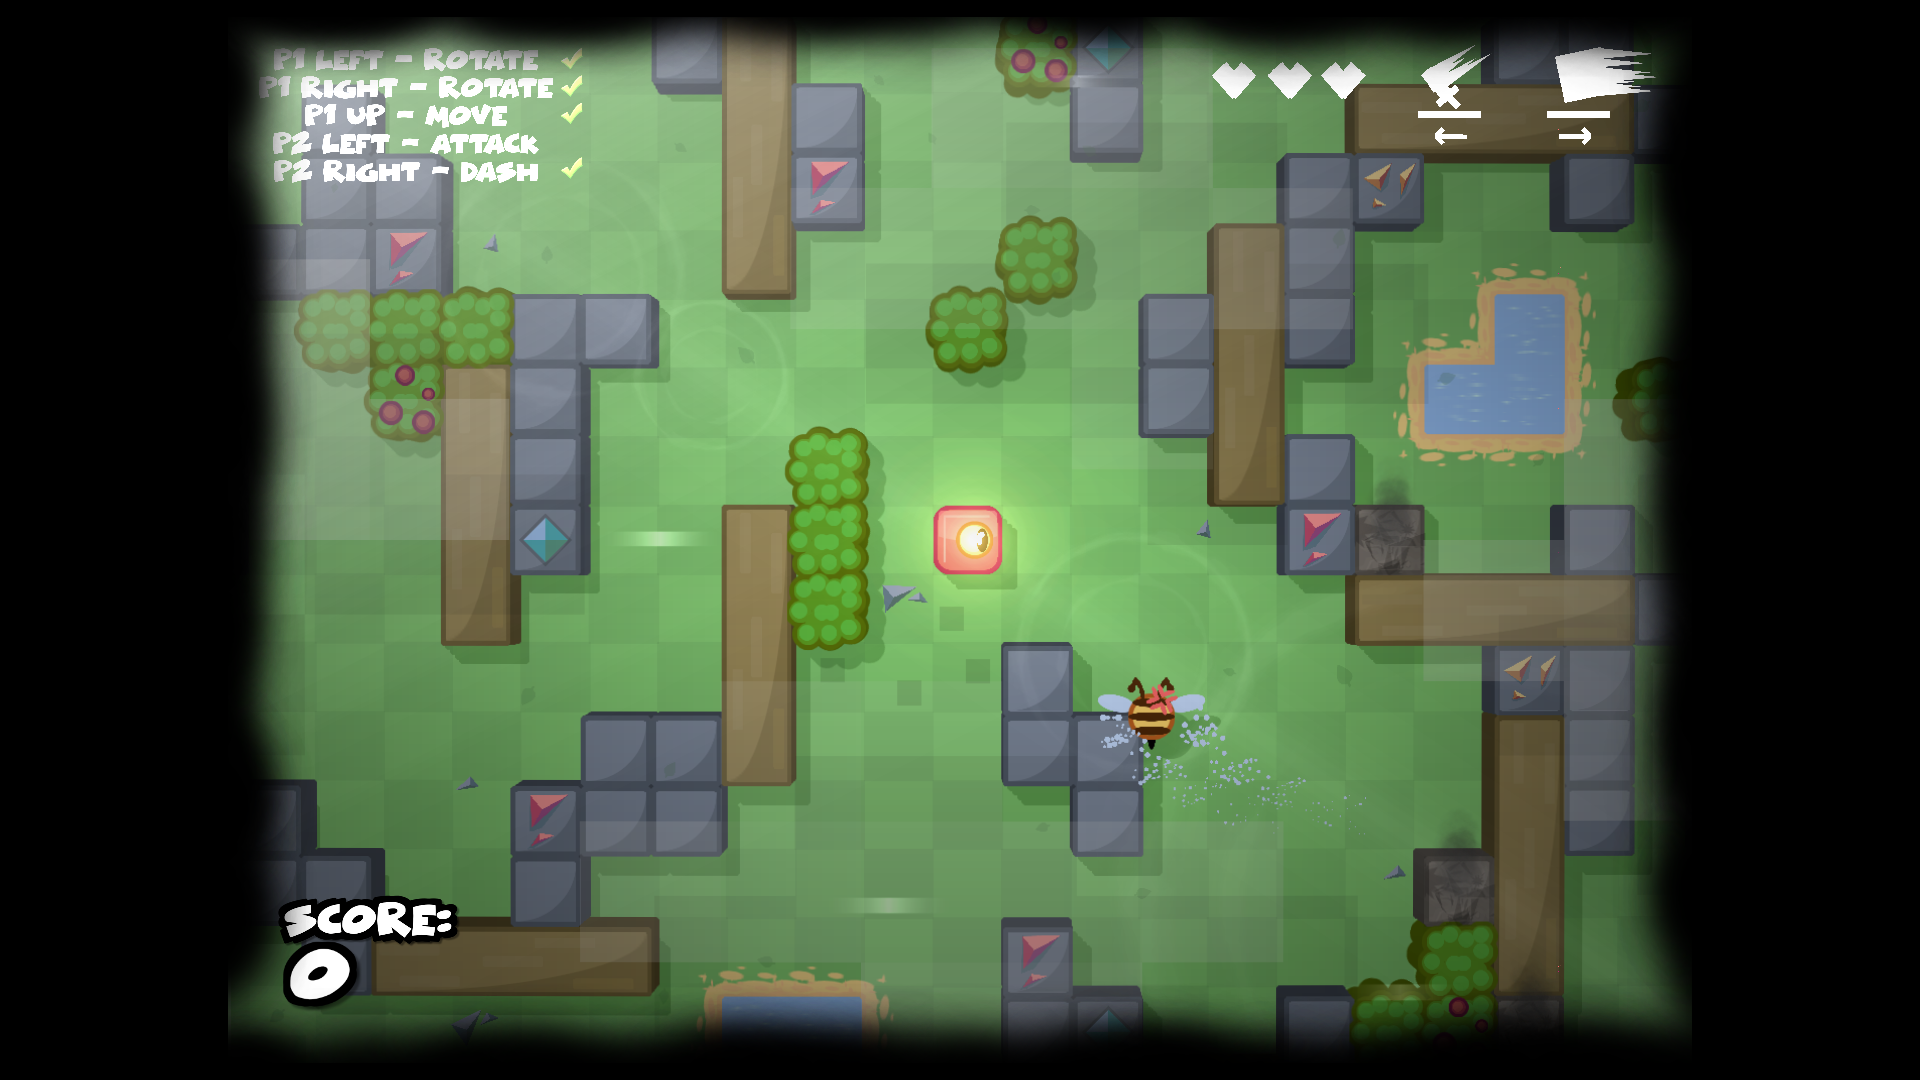 P1 LEFT - ROTATE ✓
P1 RIGHT - ROTATE ✓
P1 UP - MOVE ✓
P2 LEFT - ATTACK
P2 RIGHT - DASH ✓
← →
SCORE:
0